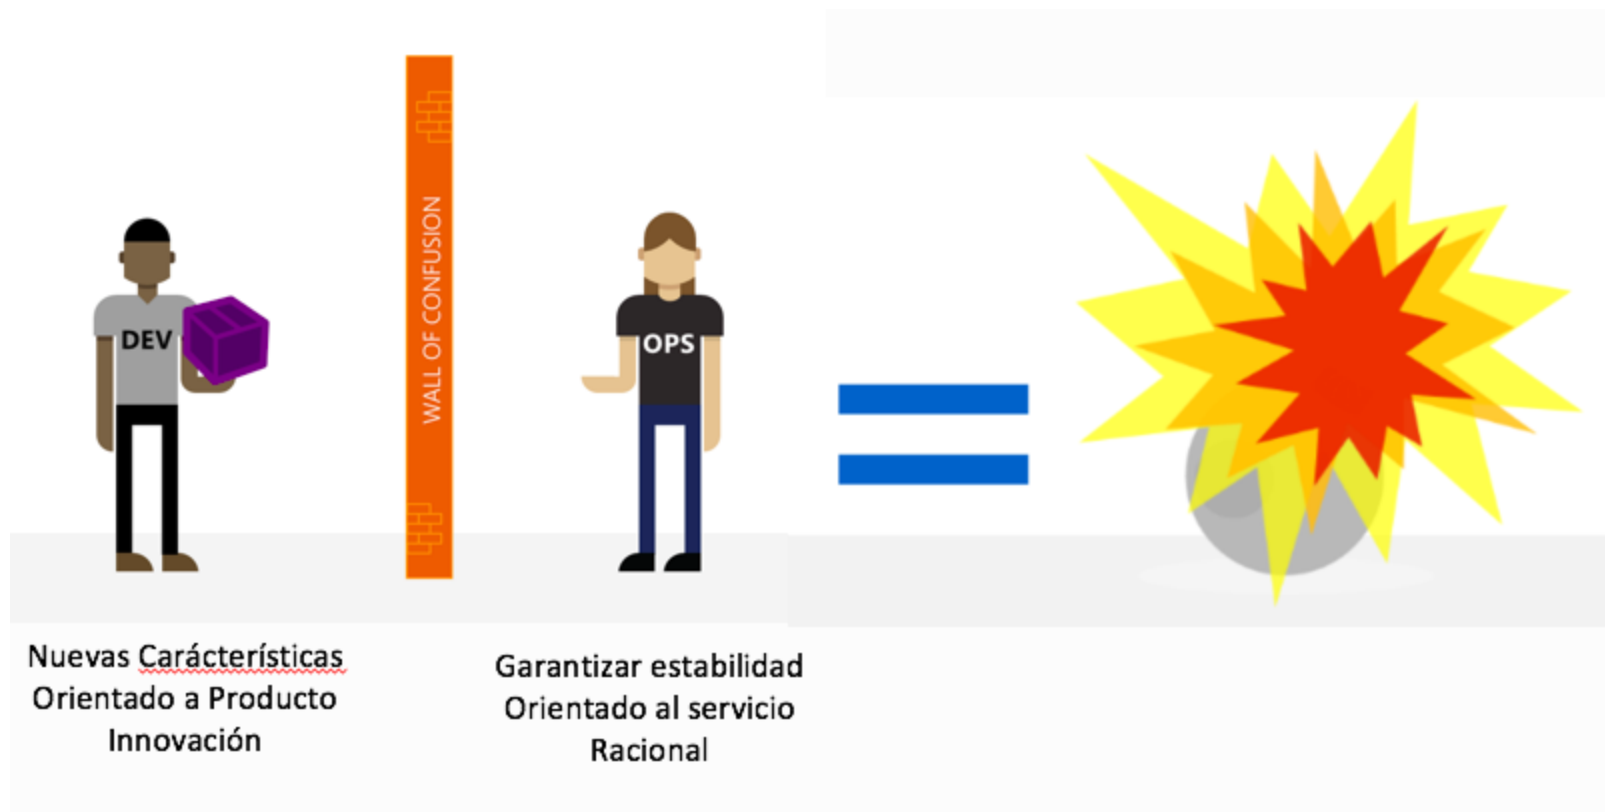 DEV
WALL OF CONFUSION
OPS
Nuevas Carácterísticas
Orientado a Producto
Innovación
Garantizar estabilidad
Orientado al servicio
Racional